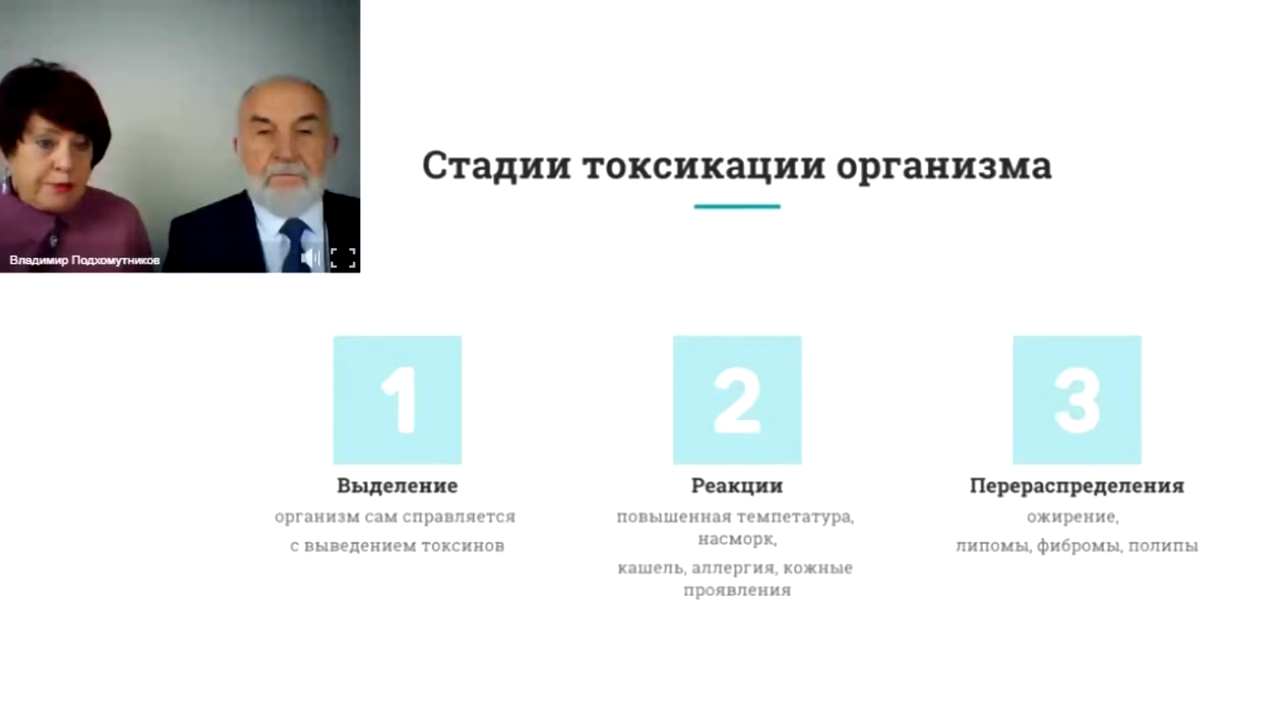 Владимир Подхомутников
Стадии токсикации организма
1
Выделение
организм сам справляется
с выведением токсинов
2
Реакции
повышенная темпетатура,
насморк,
кашель, аллергия, кожные
проявления
3
Перераспределения
ожирение,
липомы, фибромы, полипы